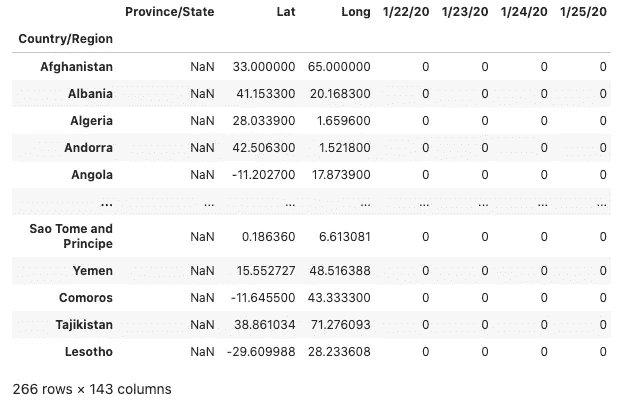 Province/State Lat Long 1/22/20 1/23/20 1/24/20 1/25/20
Country/Region
Afghanistan NaN 33.000000 65.000000 0 0 0 0
Albania NaN 41.153300 20.168300 0 0 0 0
Algeria NaN 28.033900 1.659600 0 0 0 0
Andorra NaN 42.506300 1.521800 0 0 0 0
Angola NaN -11.202700 17.873900 0 0 0 0
... ... ... ... ... ... ... ...
Sao Tome and
Principe NaN 0.186360 6.613081 0 0 0 0
Yemen NaN 15.552727 48.516388 0 0 0 0
Comoros NaN -11.645500 43.333300 0 0 0 0
Tajikistan NaN 38.861034 71.276093 0 0 0 0
Lesotho NaN -29.609988 28.233608 0 0 0 0
266 rows × 143 columns